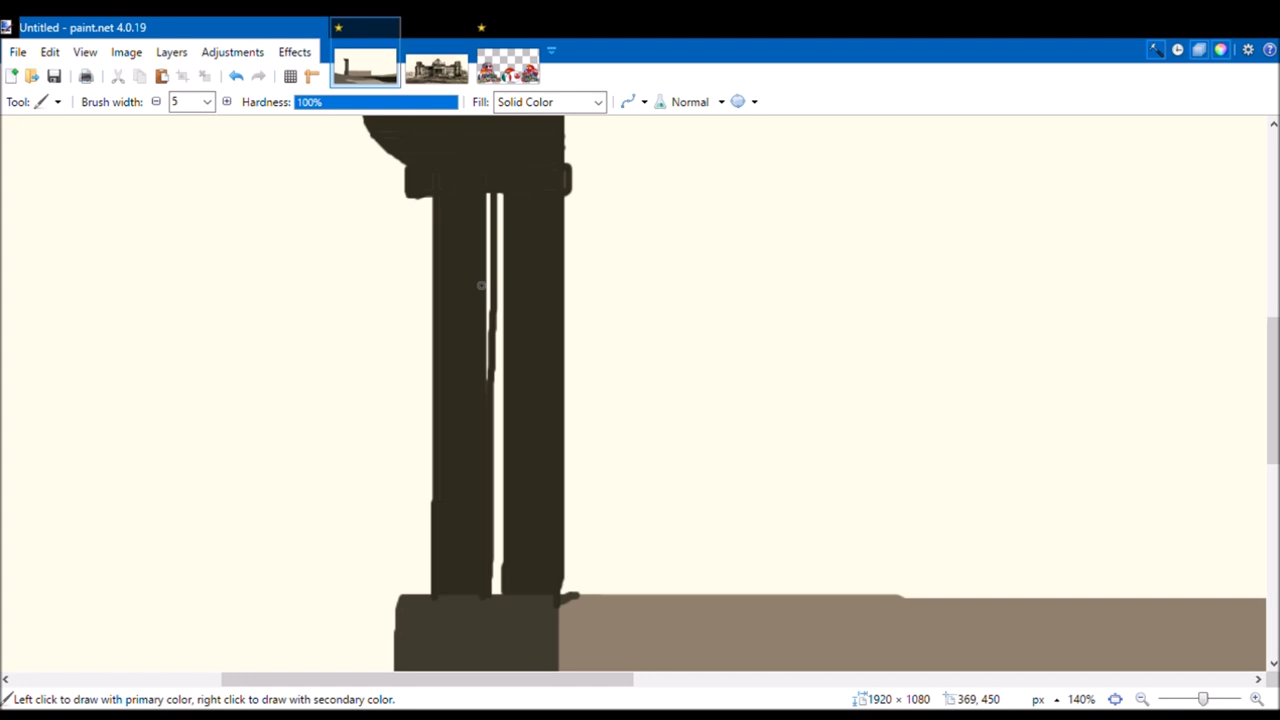 Untitled - paint.net 4.0.19
File Edit View Image Layers Adjustments Effects
Tool: Brush width: 5 Hardness: 100% Fill: Solid Color Normal
Left click to draw with primary color, right click to draw with secondary color. 1920 × 1080 369, 450 px 140%